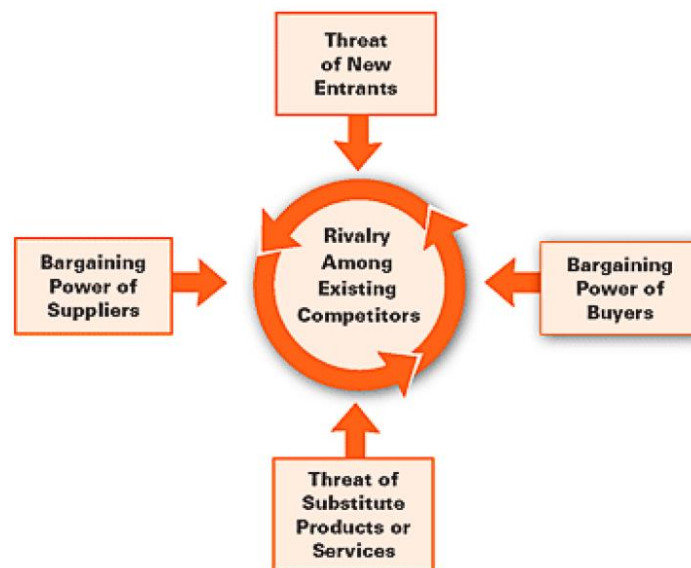 Threat
of New
Entrants
Bargaining
Power of
Suppliers
Rivalry
Among
Existing
Competitors
Bargaining
Power of
Buyers
Threat of
Substitute
Products or
Services